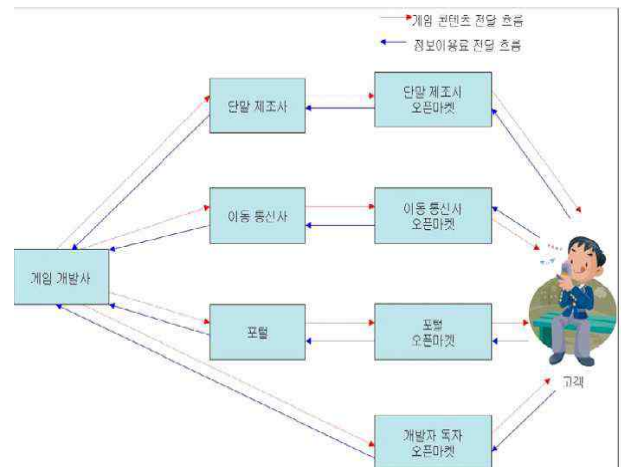 게임 콘텐츠 전달 흐름
정보이용료 전달 흐름
단말 제조사
단말 제조사
오픈마켓
이동 통신사
이동 통신사
오픈마켓
게임 개발사
포털
포털
오픈마켓
고객
개발자 독자
오픈마켓